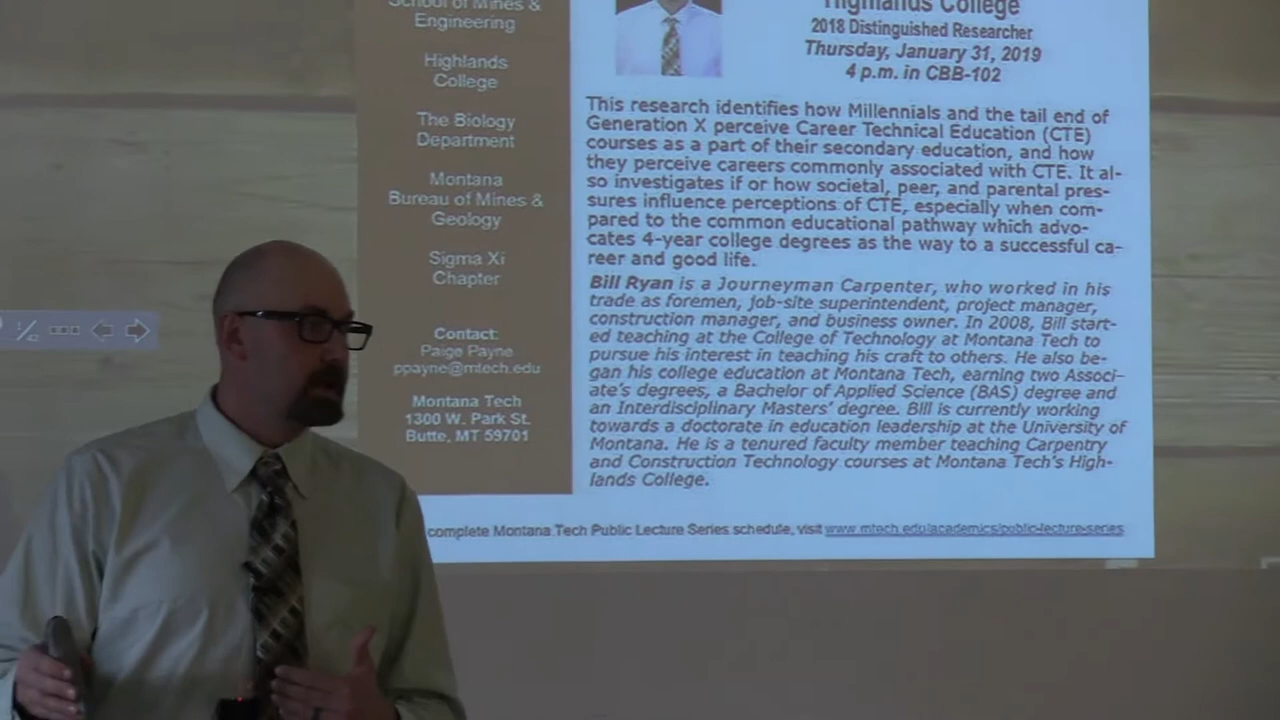 School of Mines &
Engineering
Highlands
College
The Biology
Department
Montana
Bureau of Mines &
Geology
Sigma Xi
Chapter
Contact:
Paige Payne
ppayne@mtech.edu
Montana Tech
1300 W. Park St.
Butte, MT 59701
Highlands College
2018 Distinguished Researcher
Thursday, January 31, 2019
4 p.m. in CBB-102
This research identifies how Millennials and the tail end of
Generation X perceive Career Technical Education (CTE)
courses as a part of their secondary education, and how
they perceive careers commonly associated with CTE. It al-
so investigates if or how societal, peer, and parental pres-
sures influence perceptions of CTE, especially when com-
pared to the common educational pathway which advo-
cates 4-year college degrees as the way to a successful ca-
reer and good life.
Bill Ryan is a Journeyman Carpenter, who worked in his
trade as foremen, job-site superintendent, project manager,
construction manager, and business owner. In 2008, Bill start-
ed teaching at the College of Technology at Montana Tech to
pursue his interest in teaching his craft to others. He also be-
gan his college education at Montana Tech, earning two Associ-
ate's degrees, a Bachelor of Applied Science (BAS) degree and
an Interdisciplinary Masters' degree. Bill is currently working
towards a doctorate in education leadership at the University of
Montana. He is a tenured faculty member teaching Carpentry
and Construction Technology courses at Montana Tech's High-
lands College.
complete Montana Tech Public Lecture Series schedule, visit www.mtech.edu/academics/public-lecture-series